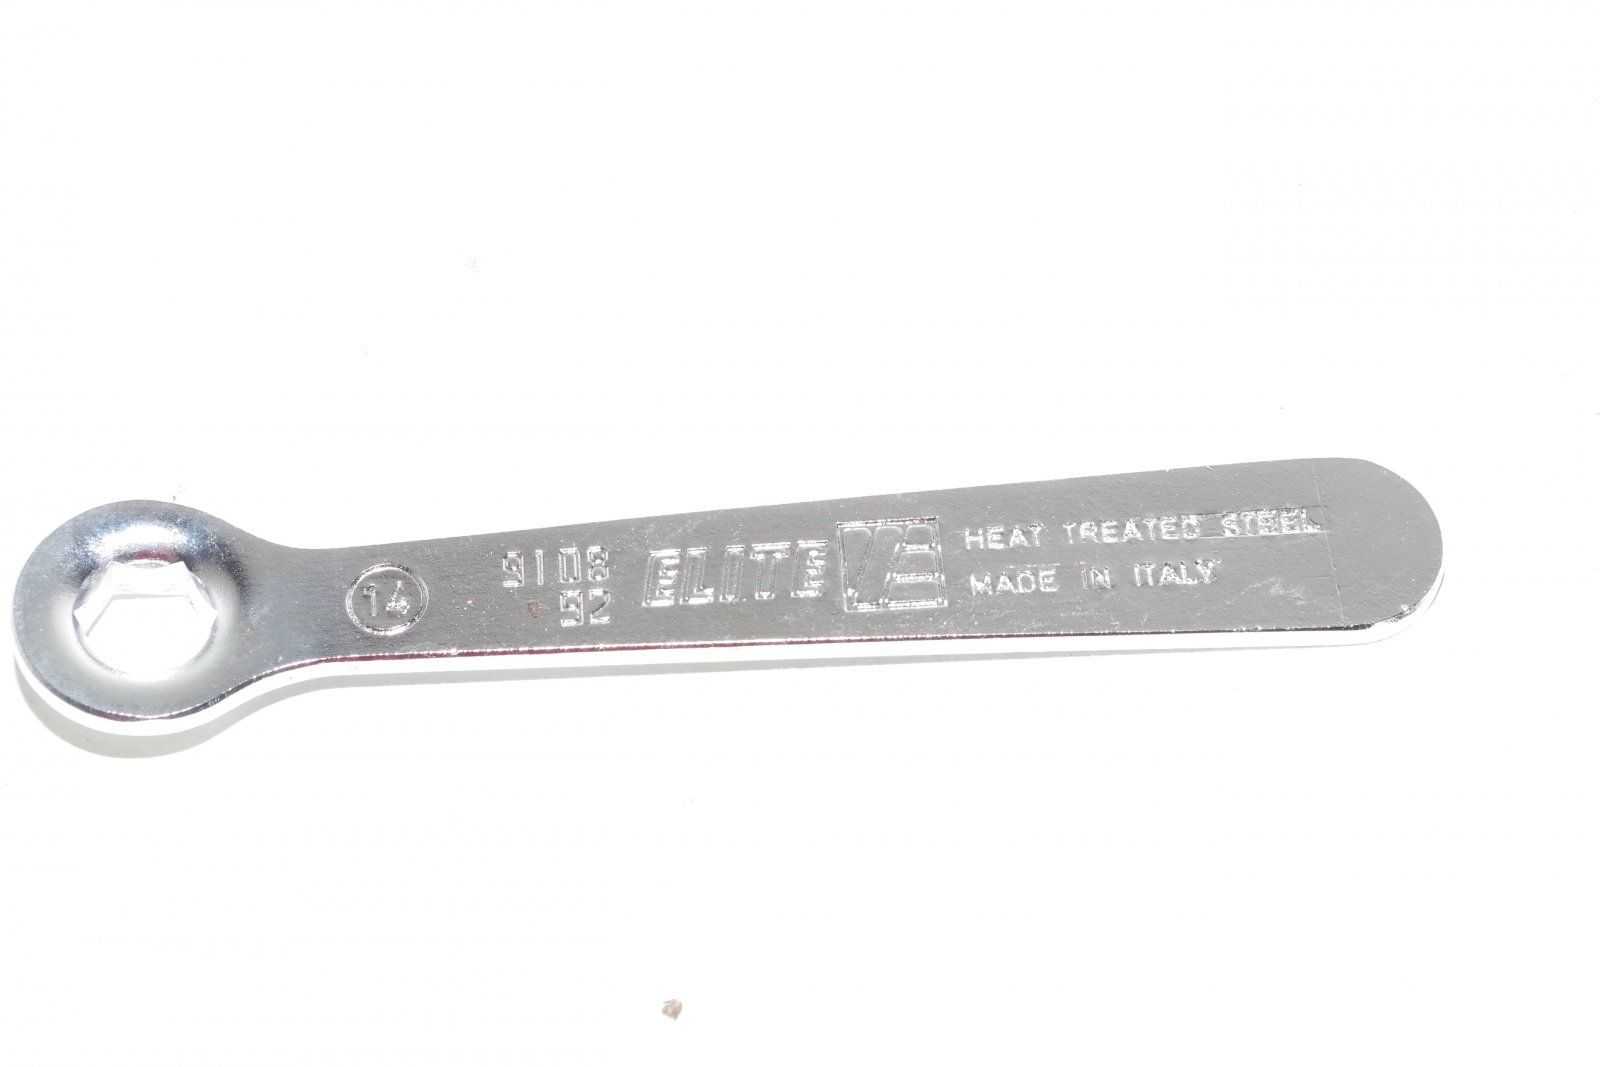 14
9108
92
ELITE
HEAT TREATED STEEL
MADE IN ITALY